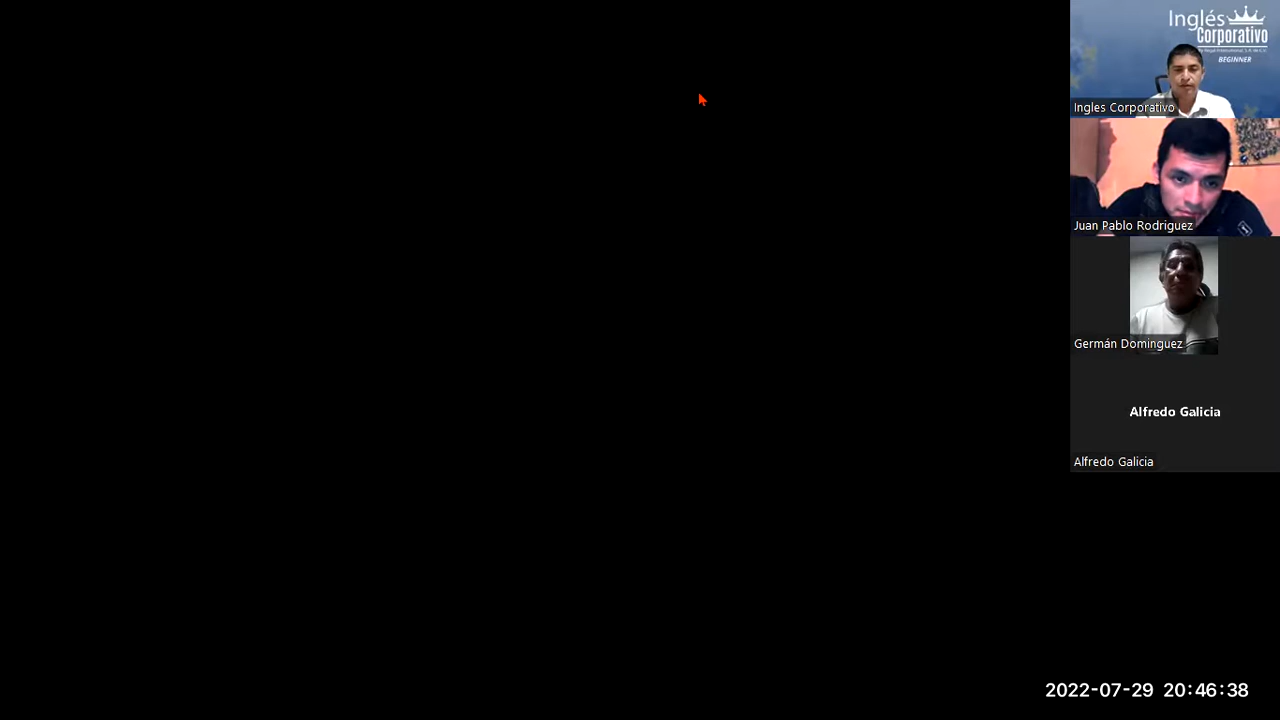 Inglés
Corporativo
BEGINNER
Ingles Corporativo
Juan Pablo Rodriguez
Germán Dominguez
Alfredo Galicia
Alfredo Galicia
2022-07-29 20:46:38